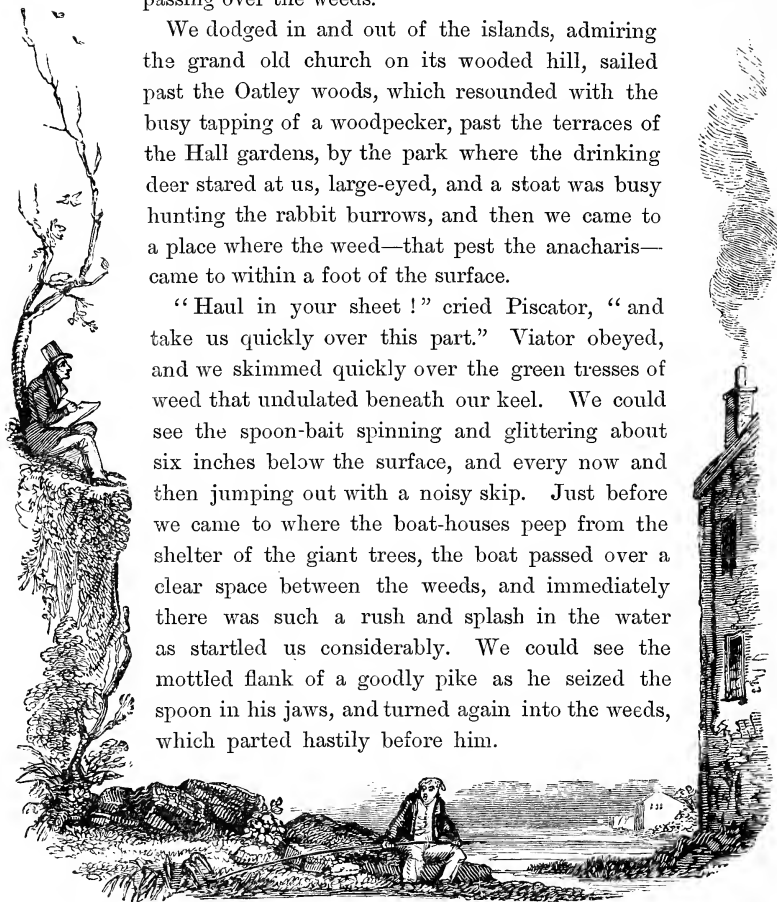 passing over the weeds.
We dodged in and out of the islands, admiring
the grand old church on its wooded hill, sailed
past the Oatley woods, which resounded with the
busy tapping of a woodpecker, past the terraces of
the Hall gardens, by the park where the drinking
deer stared at us, large-eyed, and a stoat was busy
hunting the rabbit burrows, and then we came to
a place where the weed—that pest the anacharis—
came to within a foot of the surface.
“Haul in your sheet!” cried Piscator, “and
take us quickly over this part.” Viator obeyed,
and we skimmed quickly over the green tresses of
weed that undulated beneath our keel. We could
see the spoon-bait spinning and glittering about
six inches below the surface, and every now and
then jumping out with a noisy skip. Just before
we came to where the boat-houses peep from the
shelter of the giant trees, the boat passed over a
clear space between the weeds, and immediately
there was such a rush and splash in the water
as startled us considerably. We could see the
mottled flank of a goodly pike as he seized the
spoon in his jaws, and turned again into the weeds,
which parted hastily before him.